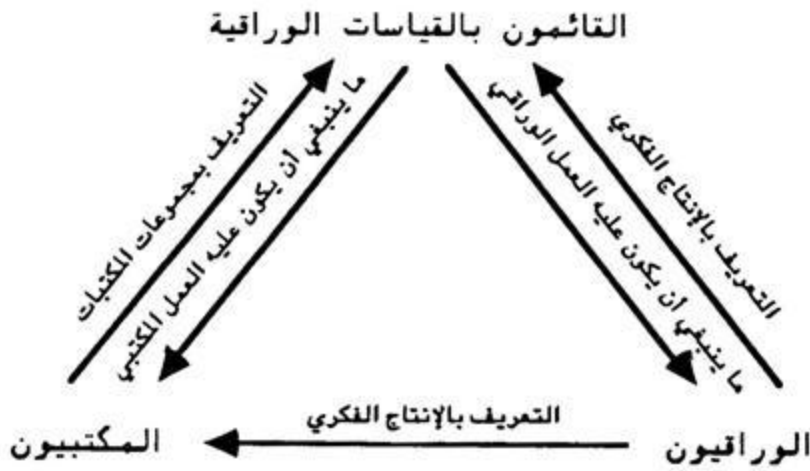 القائمون بالقياسات الوراقية
التعريف بالإنتاج الفكري
ما ينبغي أن يكون عليه العمل الوراقي
ما ينبغي أن يكون عليه العمل المكتبي
التعريف بمجموعات المكتبات
الوراقيون
التعريف بالإنتاج الفكري
المكتبيون